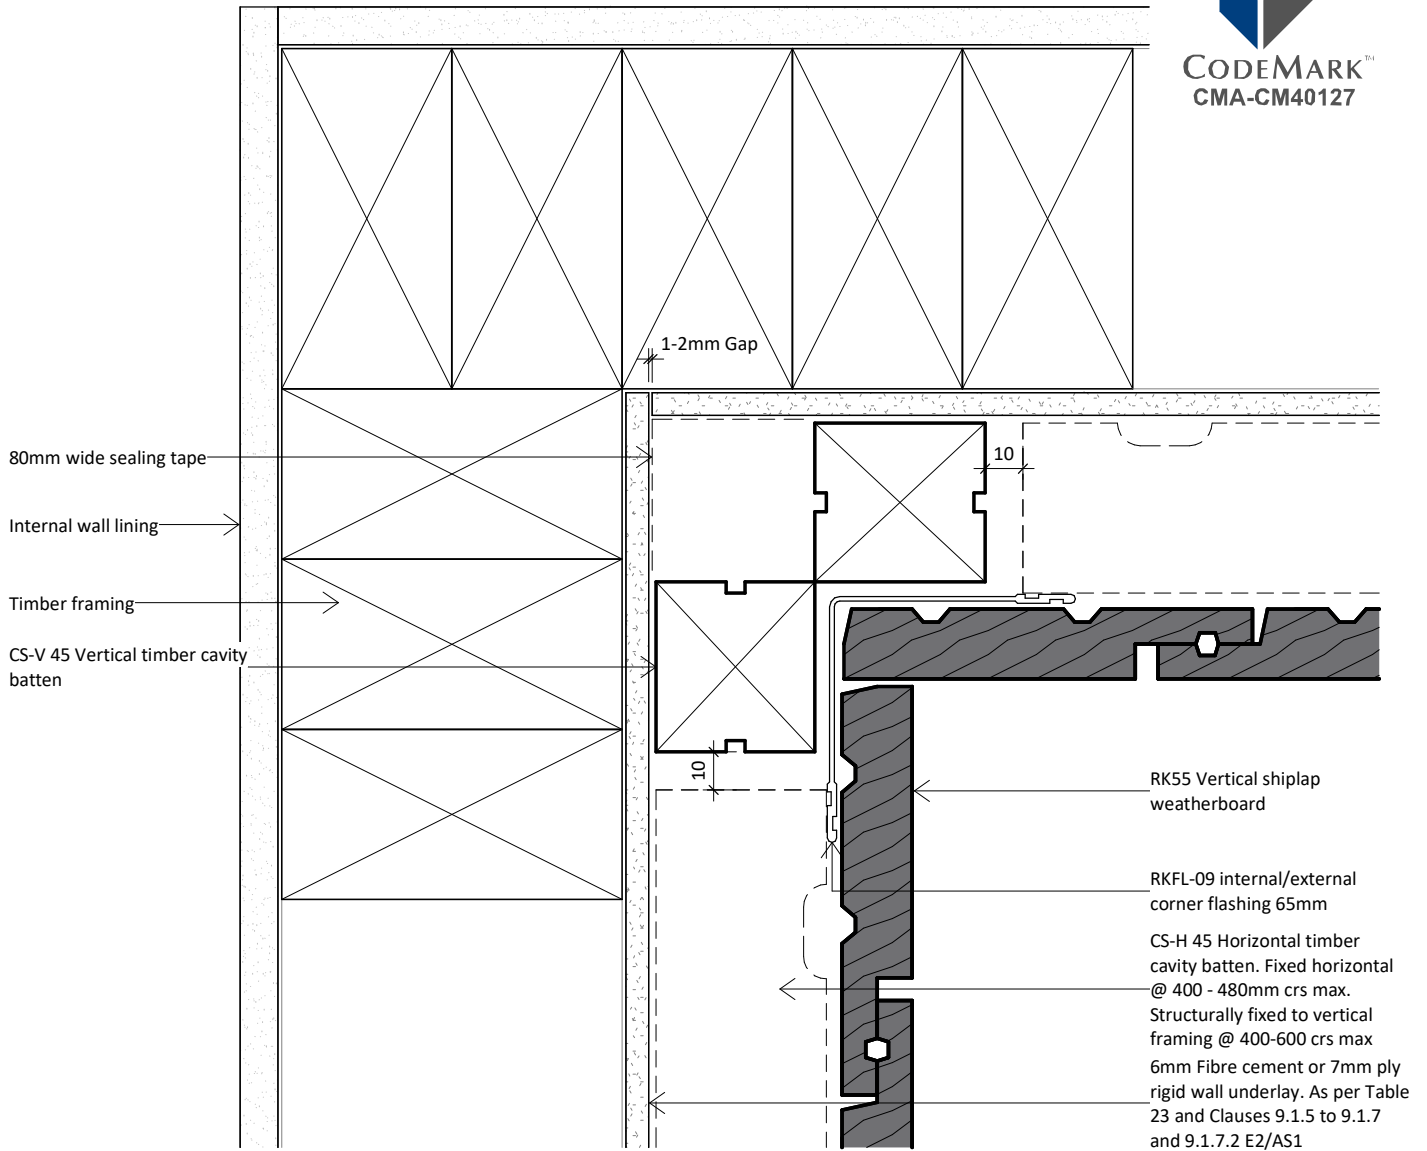 CODEMARK™
CMA-CM40127
1-2mm Gap
80mm wide sealing tape
10
Internal wall lining
Timber framing
CS-V 45 Vertical timber cavity
batten
10
RK55 Vertical shiplap
weatherboard
RKFL-09 internal/external
corner flashing 65mm
CS-H 45 Horizontal timber
cavity batten. Fixed horizontal
@ 400 - 480mm crs max.
Structurally fixed to vertical
framing @ 400-600 crs max
6mm Fibre cement or 7mm ply
rigid wall underlay. As per Table
23 and Clauses 9.1.5 to 9.1.7
and 9.1.7.2 E2/AS1